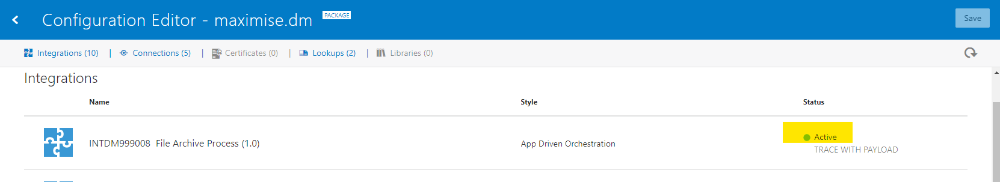 Configuration Editor - maximise.dm PACKAGE Save
Integrations (10) | Connections (5) | Certificates (0) | Lookups (2) | Libraries (0)
Integrations
Name Style Status
INTDM999008 File Archive Process (1.0) App Driven Orchestration Active
TRACE WITH PAYLOAD